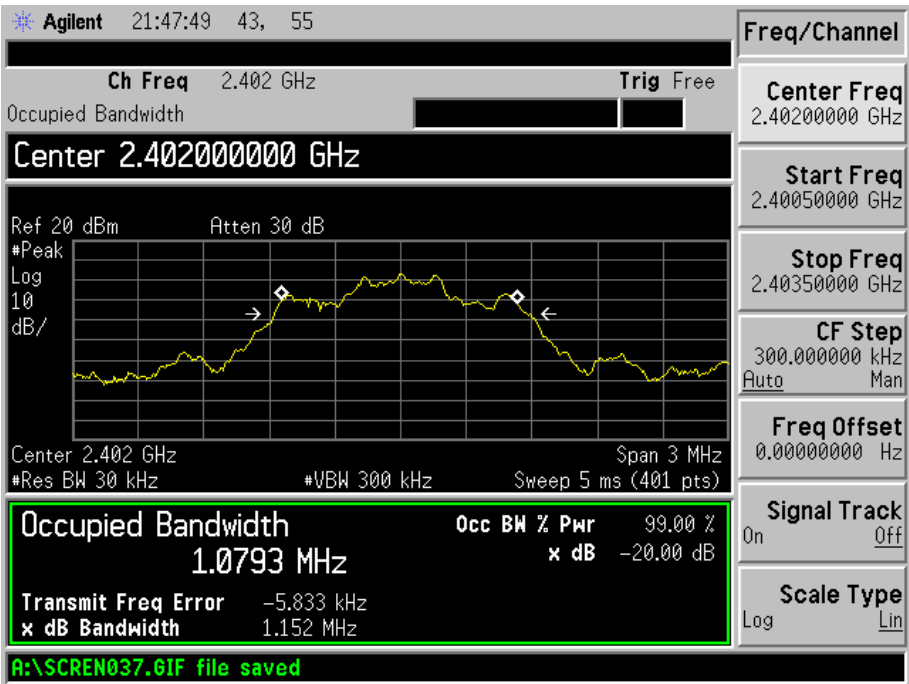 Agilent 21:47:49 43, 55
Ch Freq 2.402 GHz Trig Free
Occupied Bandwidth
Center 2.402000000 GHz
Ref 20 dBm Atten 30 dB
#Peak
Log
10
dB/
Center 2.402 GHz Span 3 MHz
#Res BW 30 kHz #VBW 300 kHz Sweep 5 ms (401 pts)
Occupied Bandwidth Occ BW % Pwr 99.00 %
1.0793 MHz x dB -20.00 dB
Transmit Freq Error -5.833 kHz
x dB Bandwidth 1.152 MHz
A:\SCREN037.GIF file saved
Freq/Channel
Center Freq
2.40200000 GHz
Start Freq
2.40050000 GHz
Stop Freq
2.40350000 GHz
CF Step
300.000000 kHz
Auto Man
Freq Offset
0.00000000 Hz
Signal Track
On Off
Scale Type
Log Lin